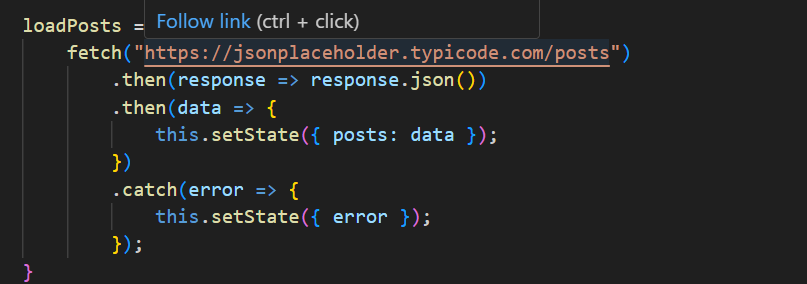 Follow link (ctrl + click)
loadPosts =
fetch("https://jsonplaceholder.typicode.com/posts")
.then(response => response.json())
.then(data => {
this.setState({ posts: data });
})
.catch(error => {
this.setState({ error });
});
}